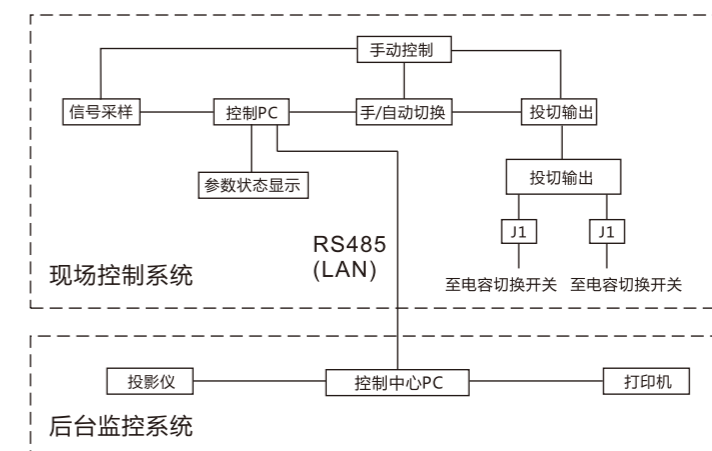 手动控制
信号采样
控制PC
手/自动切换
投切输出
参数状态显示
投切输出
J1
J1
RS485
(LAN)
现场控制系统
至电容切换开关
至电容切换开关
投影仪
控制中心PC
打印机
后台监控系统